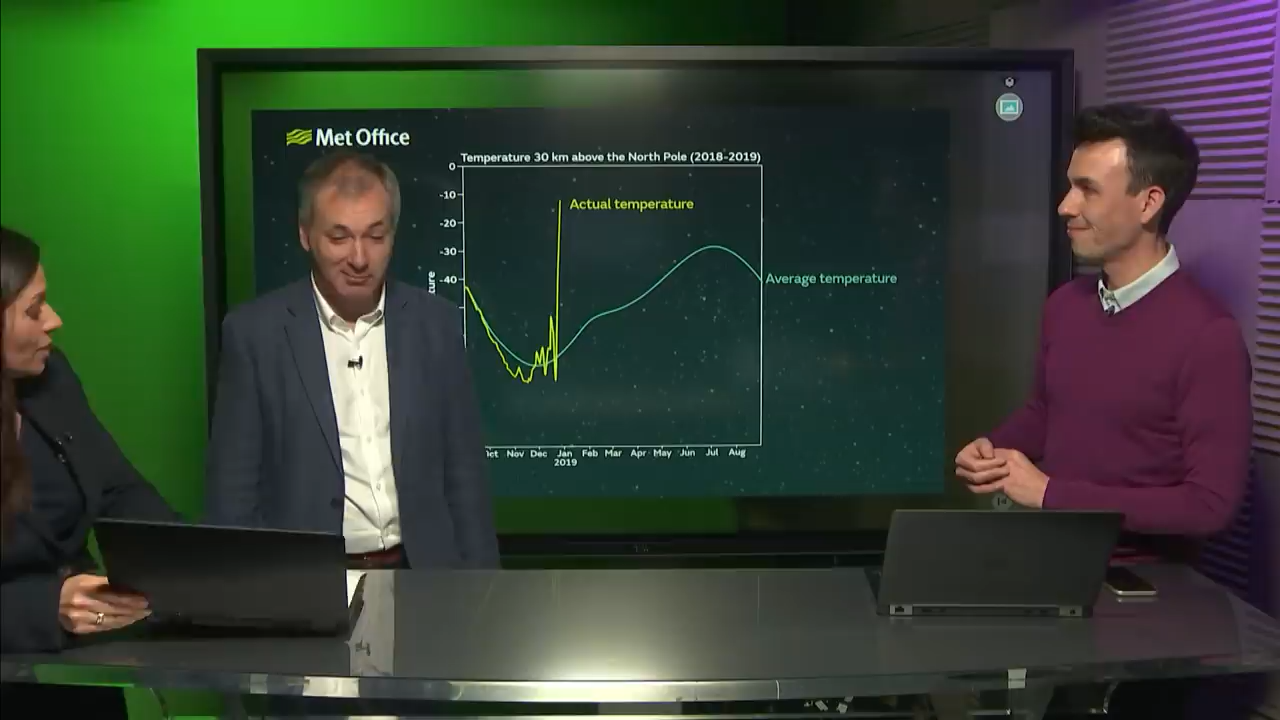 Met Office
Temperature 30 km above the North Pole (2018-2019)
0
-10
-20
-30
-40
Actual temperature
Average temperature
Nov Dec Jan Feb Mar Apr May Jun Jul Aug
2019